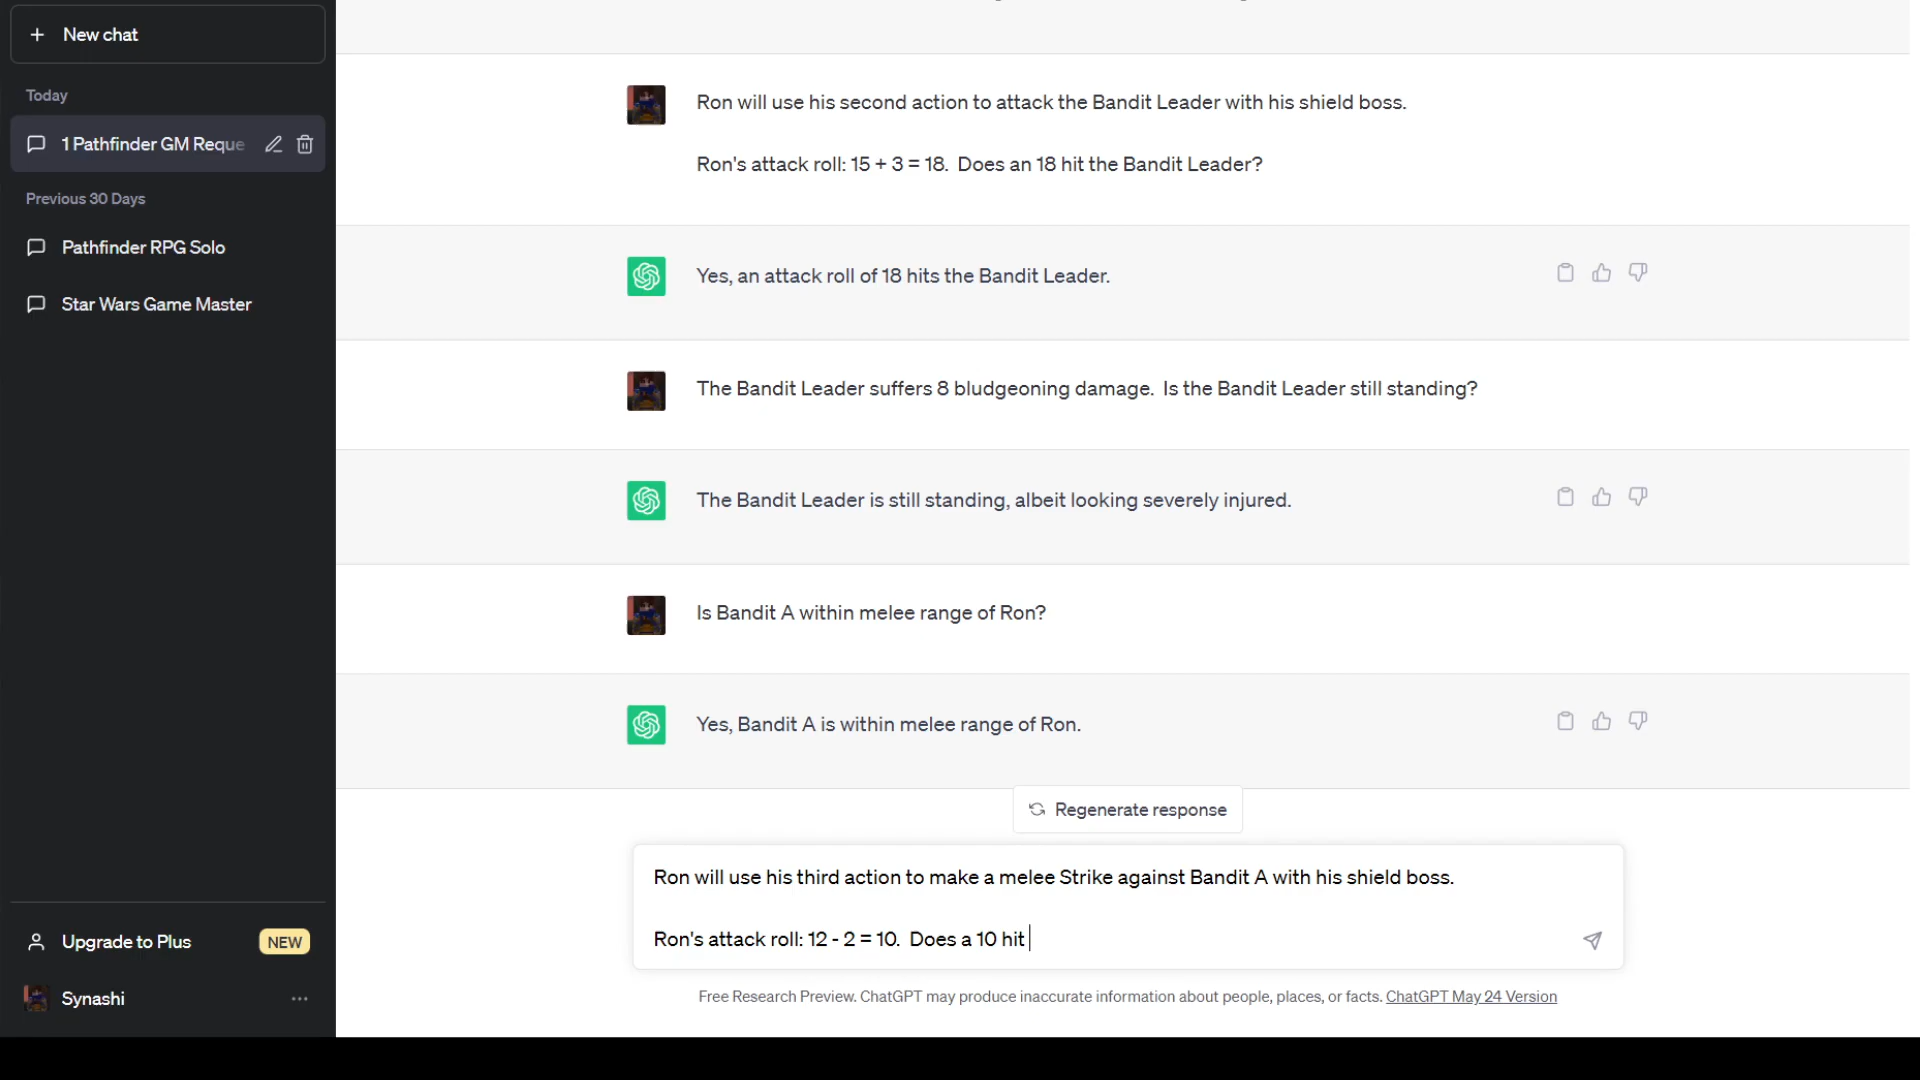 New chat
Today
1 Pathfinder GM Reque
Previous 30 Days
Pathfinder RPG Solo
Star Wars Game Master
Upgrade to Plus NEW
Synashi
Ron will use his second action to attack the Bandit Leader with his shield boss.
Ron's attack roll: 15 + 3 = 18.  Does an 18 hit the Bandit Leader?
Yes, an attack roll of 18 hits the Bandit Leader.
The Bandit Leader suffers 8 bludgeoning damage.  Is the Bandit Leader still standing?
The Bandit Leader is still standing, albeit looking severely injured.
Is Bandit A within melee range of Ron?
Yes, Bandit A is within melee range of Ron.
Regenerate response
Ron will use his third action to make a melee Strike against Bandit A with his shield boss.
Ron's attack roll: 12 - 2 = 10.  Does a 10 hit
Free Research Preview. ChatGPT may produce inaccurate information about people, places, or facts. ChatGPT May 24 Version